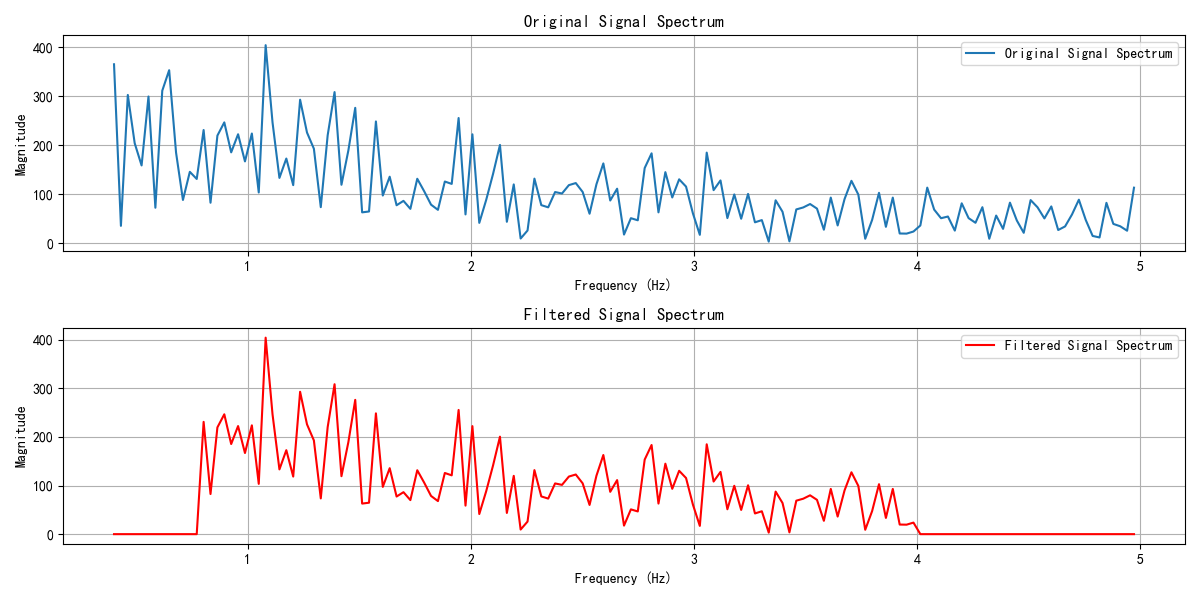 Original Signal Spectrum
Original Signal Spectrum
Magnitude
400
300
200
100
0
1
2
3
4
5
Frequency (Hz)
Filtered Signal Spectrum
Filtered Signal Spectrum
Magnitude
400
300
200
100
0
1
2
3
4
5
Frequency (Hz)